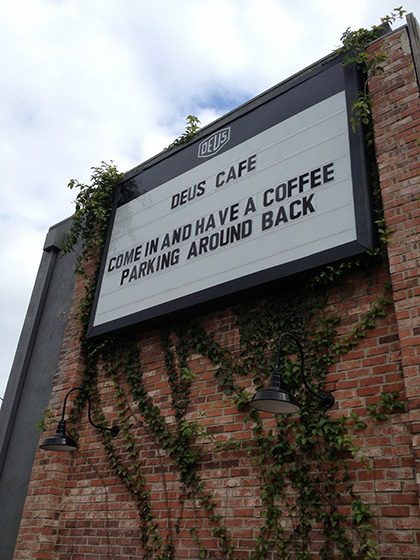 DEUS
DEUS CAFE
COME IN AND HAVE A COFFEE
PARKING AROUND BACK